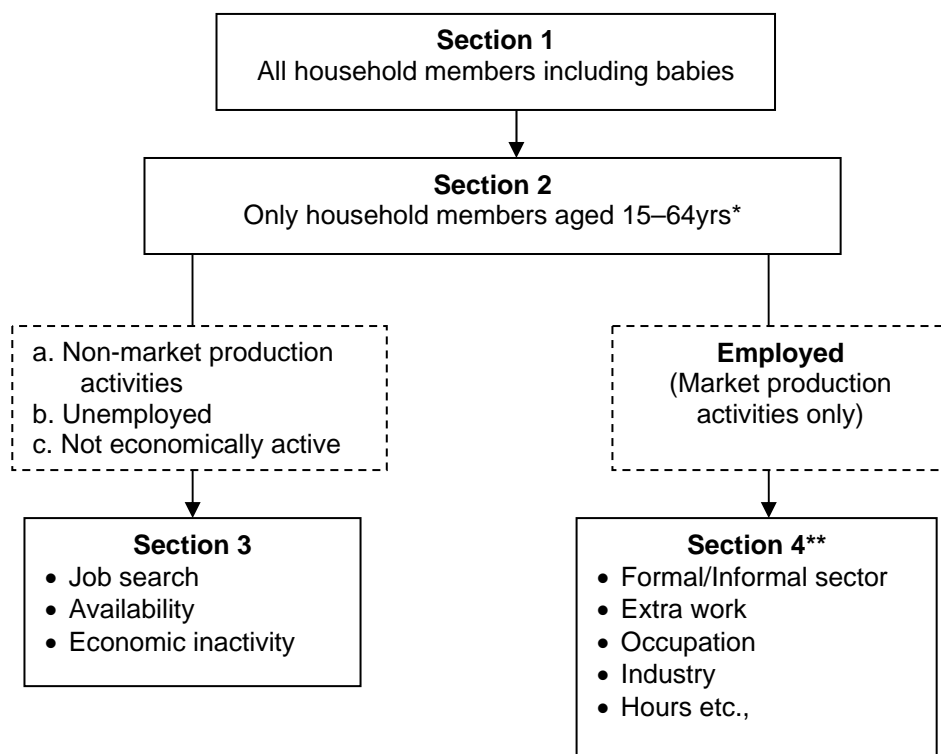 Section 1
All household members including babies
Section 2
Only household members aged 15–64yrs*
a. Non-market production
activities
b. Unemployed
c. Not economically active
Employed
(Market production
activities only)
Section 3
• Job search
• Availability
• Economic inactivity
Section 4**
• Formal/Informal sector
• Extra work
• Occupation
• Industry
• Hours etc.,